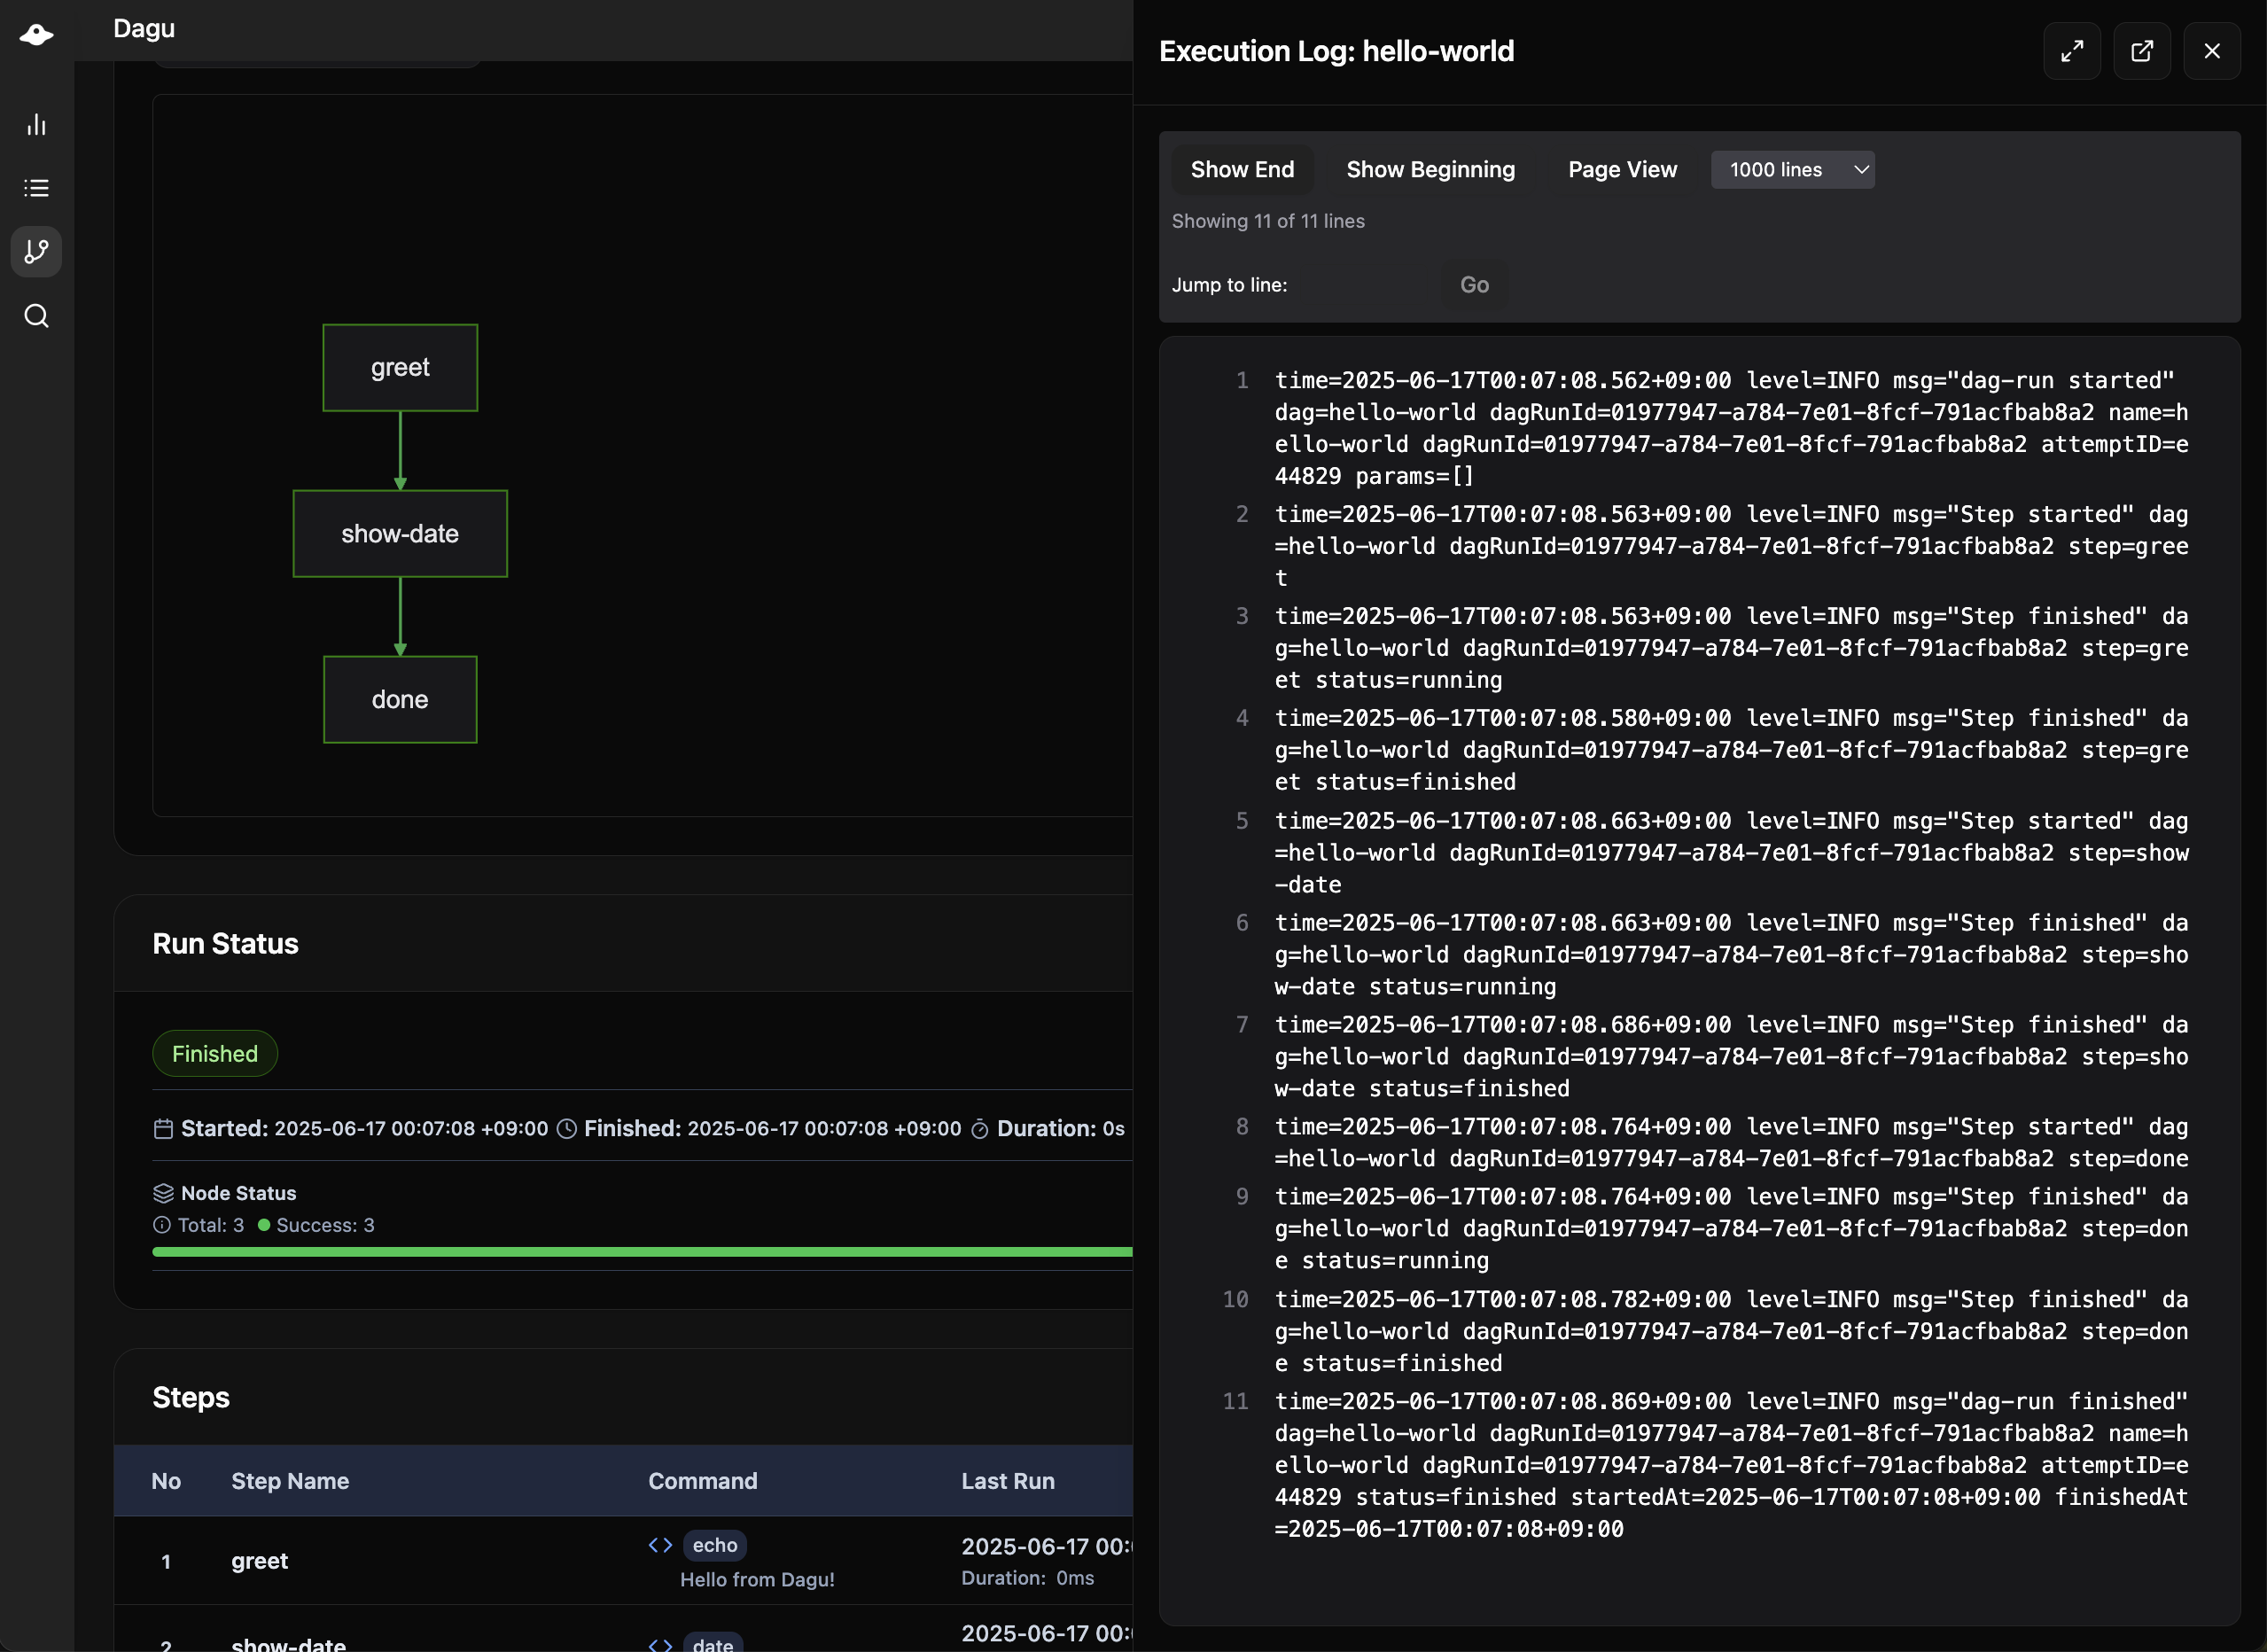 Dagu
greet
show-date
done
Run Status
Finished
Started: 2025-06-17 00:07:08 +09:00 Finished: 2025-06-17 00:07:08 +09:00 Duration: 0s
Node Status
Total: 3 Success: 3
Steps
No Step Name Command Last Run
1 greet echo 2025-06-17 00:
Hello from Dagu! Duration: 0ms
2 show-date date 2025-06-17 00:
Execution Log: hello-world
Show End Show Beginning Page View 1000 lines
Showing 11 of 11 lines
Jump to line: Go
1 time=2025-06-17T00:07:08.562+09:00 level=INFO msg="dag-run started"
dag=hello-world dagRunId=01977947-a784-7e01-8fcf-791acfbab8a2 name=h
ello-world dagRunId=01977947-a784-7e01-8fcf-791acfbab8a2 attemptID=e
44829 params=[]
2 time=2025-06-17T00:07:08.563+09:00 level=INFO msg="Step started" dag
=hello-world dagRunId=01977947-a784-7e01-8fcf-791acfbab8a2 step=gree
t
3 time=2025-06-17T00:07:08.563+09:00 level=INFO msg="Step finished" da
g=hello-world dagRunId=01977947-a784-7e01-8fcf-791acfbab8a2 step=gre
et status=running
4 time=2025-06-17T00:07:08.580+09:00 level=INFO msg="Step finished" da
g=hello-world dagRunId=01977947-a784-7e01-8fcf-791acfbab8a2 step=gre
et status=finished
5 time=2025-06-17T00:07:08.663+09:00 level=INFO msg="Step started" dag
=hello-world dagRunId=01977947-a784-7e01-8fcf-791acfbab8a2 step=show
-date
6 time=2025-06-17T00:07:08.663+09:00 level=INFO msg="Step finished" da
g=hello-world dagRunId=01977947-a784-7e01-8fcf-791acfbab8a2 step=sho
w-date status=running
7 time=2025-06-17T00:07:08.686+09:00 level=INFO msg="Step finished" da
g=hello-world dagRunId=01977947-a784-7e01-8fcf-791acfbab8a2 step=sho
w-date status=finished
8 time=2025-06-17T00:07:08.764+09:00 level=INFO msg="Step started" dag
=hello-world dagRunId=01977947-a784-7e01-8fcf-791acfbab8a2 step=done
9 time=2025-06-17T00:07:08.764+09:00 level=INFO msg="Step finished" da
g=hello-world dagRunId=01977947-a784-7e01-8fcf-791acfbab8a2 step=don
e status=running
10 time=2025-06-17T00:07:08.782+09:00 level=INFO msg="Step finished" da
g=hello-world dagRunId=01977947-a784-7e01-8fcf-791acfbab8a2 step=don
e status=finished
11 time=2025-06-17T00:07:08.869+09:00 level=INFO msg="dag-run finished"
dag=hello-world dagRunId=01977947-a784-7e01-8fcf-791acfbab8a2 name=h
ello-world dagRunId=01977947-a784-7e01-8fcf-791acfbab8a2 attemptID=e
44829 status=finished startedAt=2025-06-17T00:07:08+09:00 finishedAt
=2025-06-17T00:07:08+09:00